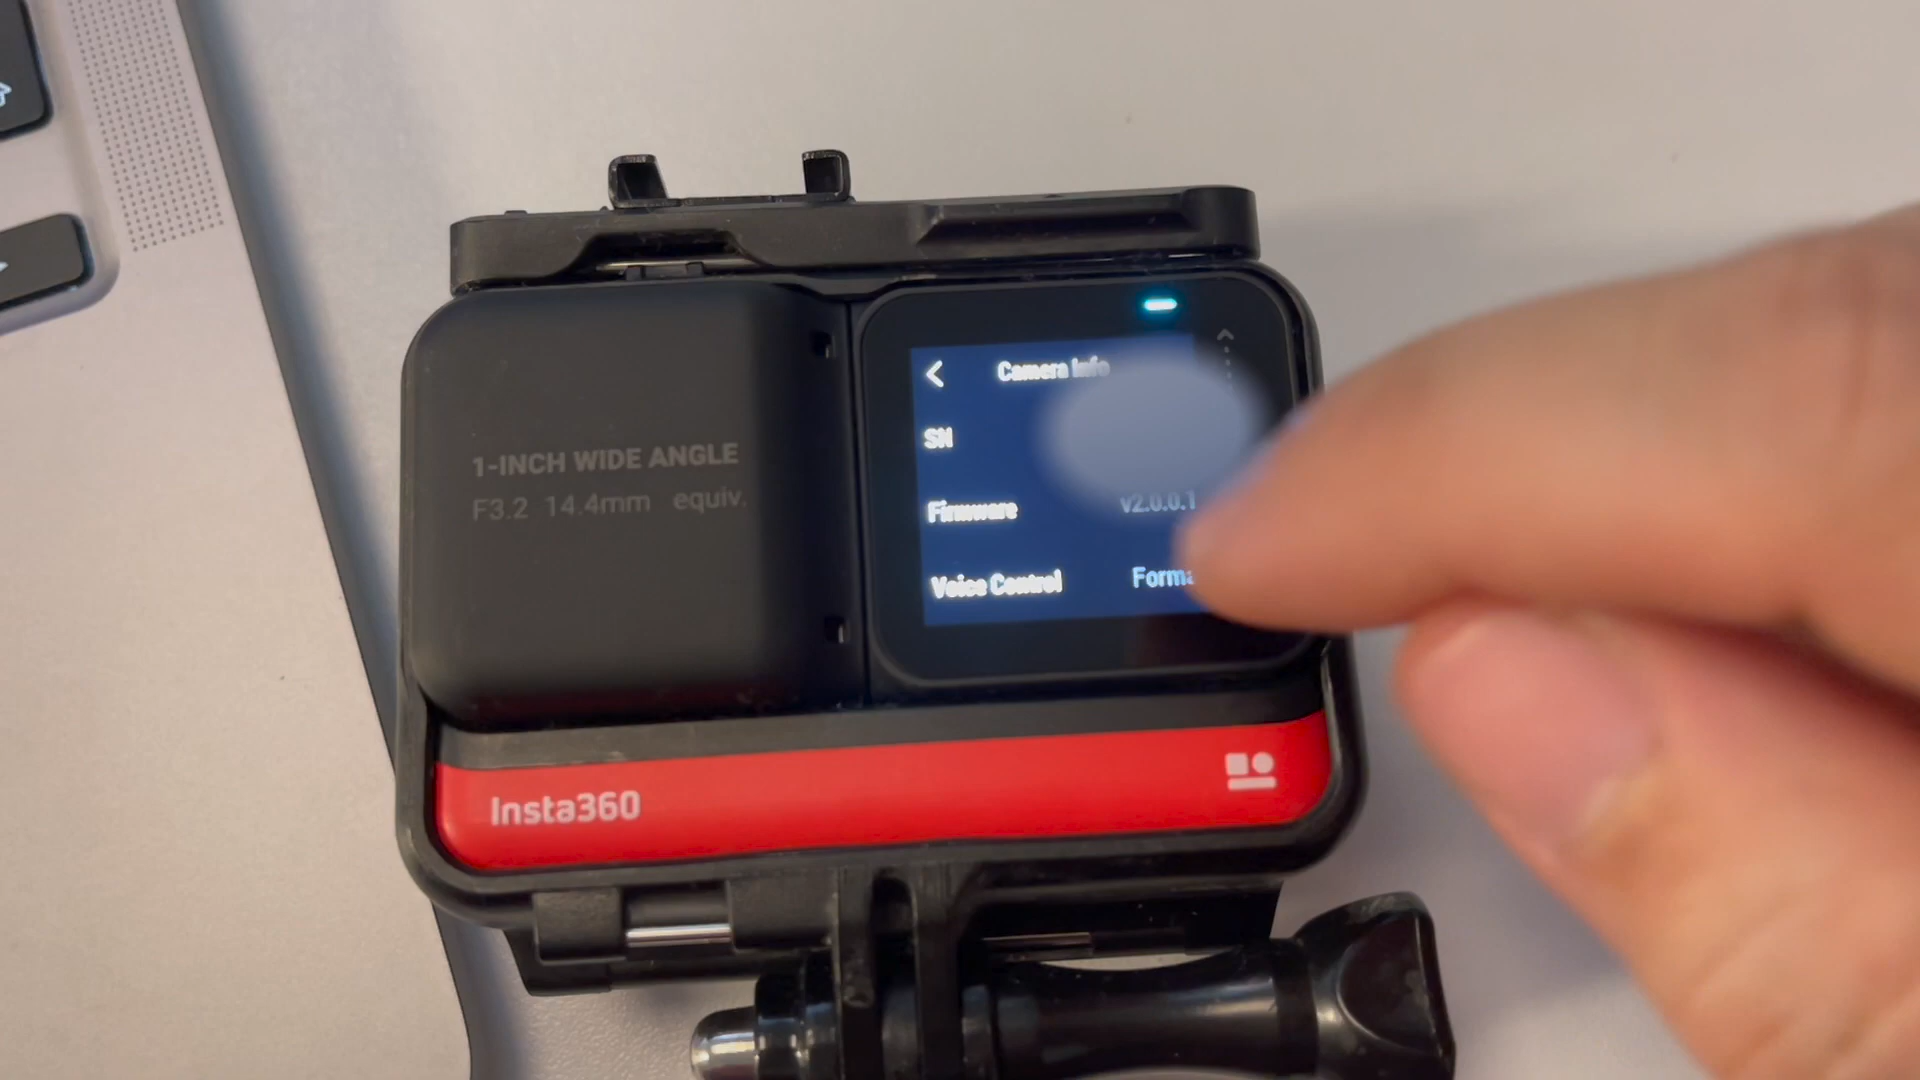 Camera Info
SN
Firmware v2.0.0.1
Voice Control Forma
1-INCH WIDE ANGLE
F3.2 14.4mm equiv.
Insta360